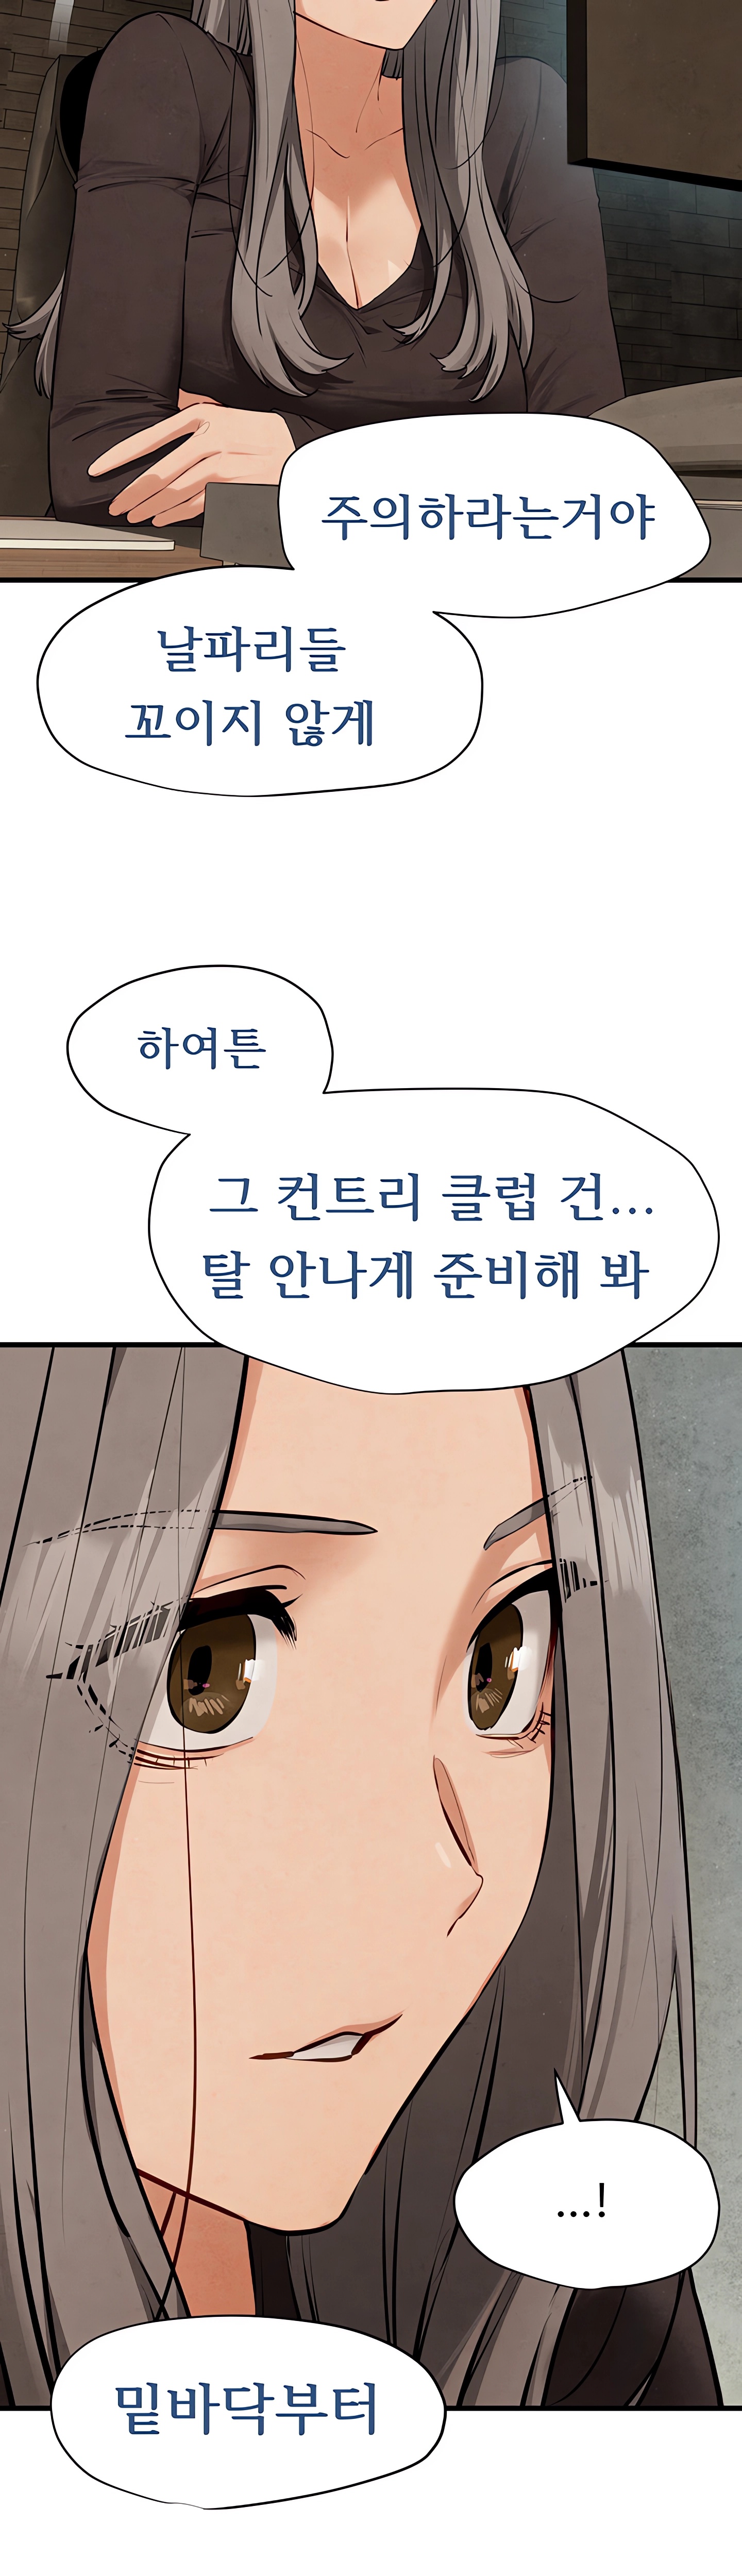 주의하라는거야
날파리들
꼬이지 않게
하여튼
그 컨트리 클럽 건...
탈 안나게 준비해 봐
...!
밑바닥부터